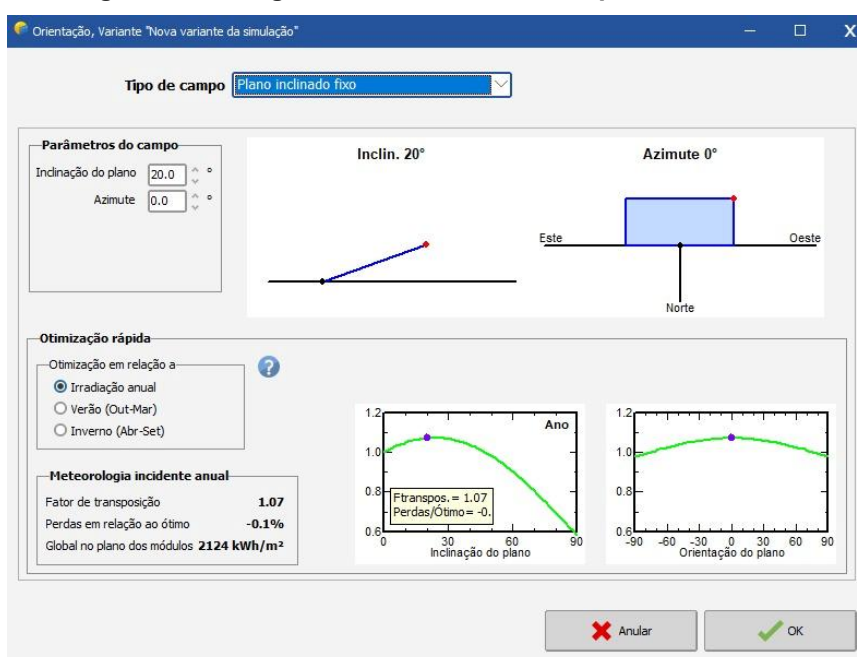 Orientação, Variante "Nova variante da simulação"
Tipo de campo Plano inclinado fixo
Parâmetros do campo
Inclinação do plano 20.0 °
Azimute 0.0 °
Inclin. 20°
Azimute 0°
Este
Oeste
Norte
Otimização rápida
Otimização em relação a
Irradiação anual
Verão (Out-Mar)
Inverno (Abr-Set)
Meteorologia incidente anual
Fator de transposição 1.07
Perdas em relação ao ótimo -0.1%
Global no plano dos módulos 2124 kWh/m²
Ano
1.2
1.0
0.8
0.6
Ftranspos.= 1.07
Perdas/Ótimo= -0.
0 30 60 90
Inclinação do plano
1.2
1.0
0.8
0.6
-90 -60 -30 0 30 60 90
Orientação do plano
Anular
OK